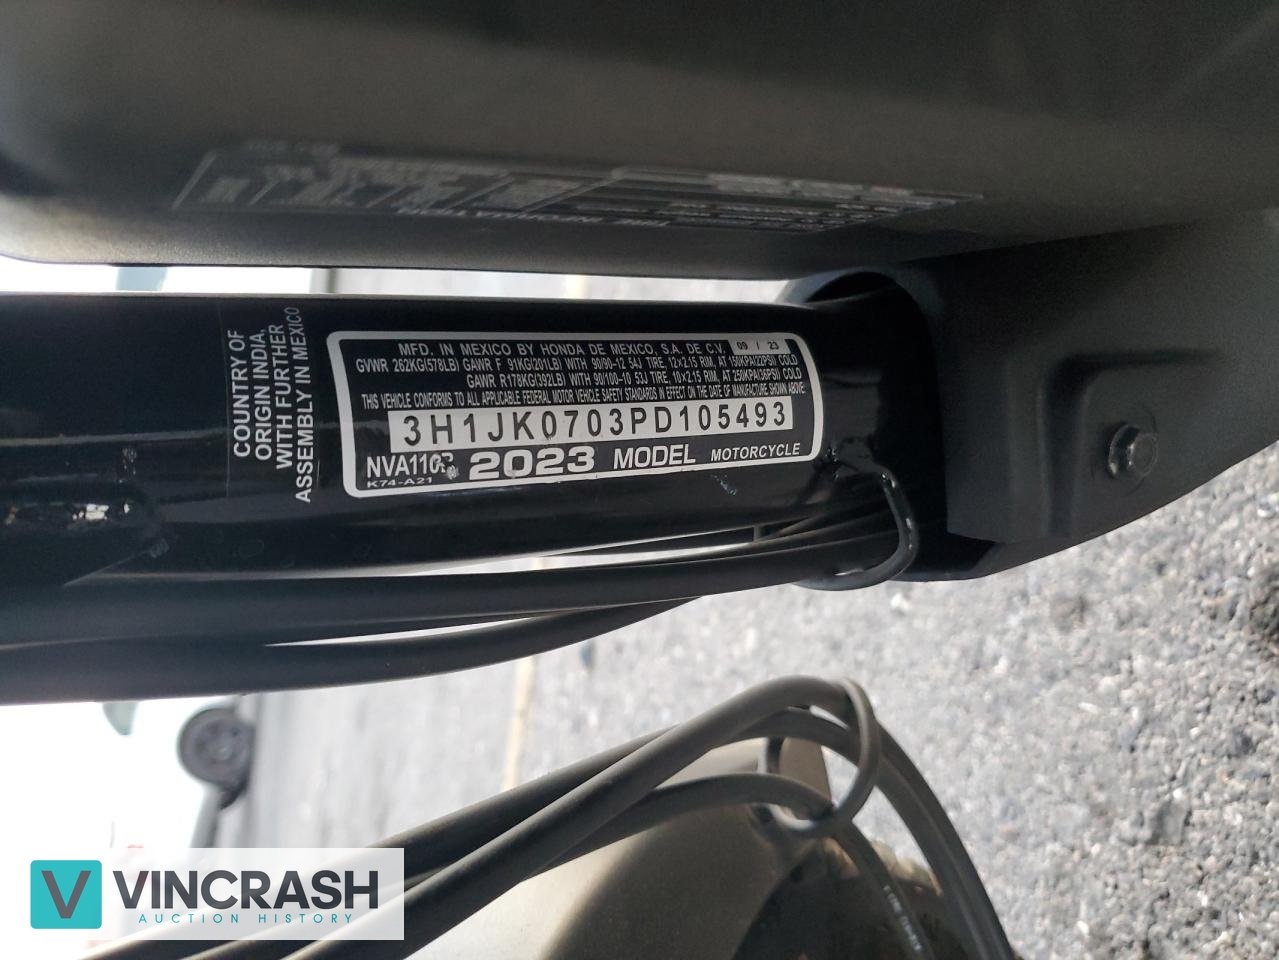 COUNTRY OF
ORIGIN INDIA,
WITH FURTHER
ASSEMBLY IN MEXICO
MFD. IN MEXICO BY HONDA DE MEXICO, S.A. DE C.V. 09 / 23
GVWR 262KG(578LB) GAWR F 91KG(201LB) WITH 90/90-12 54J TIRE, 12×2.15 RIM, AT 150KPA(22PSI) COLD
GAWR R178KG(392LB) WITH 90/100-10 53J TIRE, 10×2.15 RIM, AT 250KPA(36PSI) COLD
THIS VEHICLE CONFORMS TO ALL APPLICABLE FEDERAL MOTOR VEHICLE SAFETY STANDARDS IN EFFECT ON THE DATE OF MANUFACTURE SHOWN ABOVE.
3H1JK0703PD105493
2023 MODEL MOTORCYCLE
K74-A21
V VINCRASH
AUCTION HISTORY